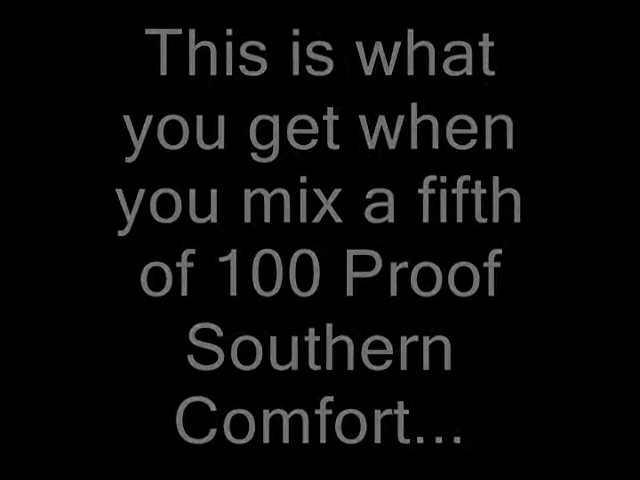 This is what
you get when
you mix a fifth
of 100 Proof
Southern
Comfort...